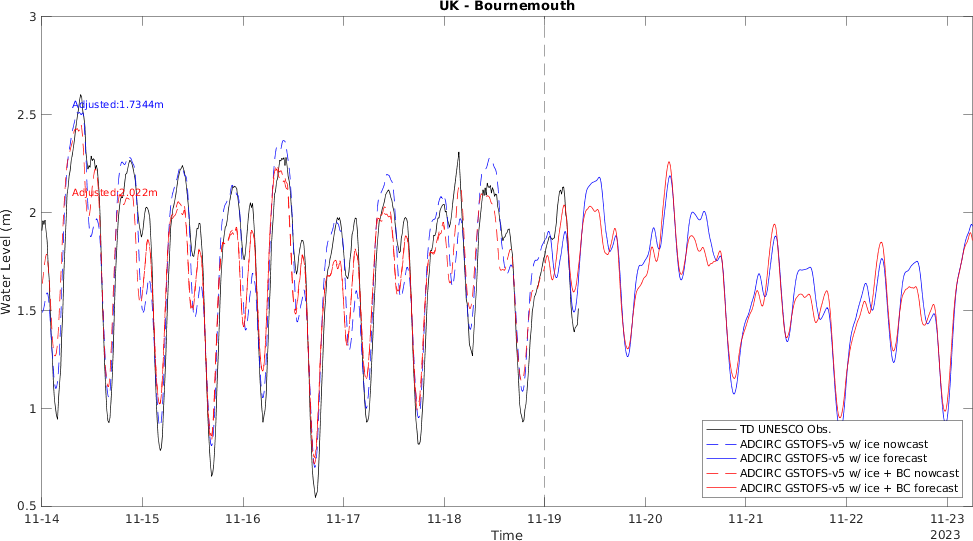 UK - Bournemouth
3
2.5
2
1.5
1
0.5
Water Level (m)
Adjusted:1.7344m
Adjusted:2.022m
TD UNESCO Obs.
ADCIRC GSTOFS-v5 w/ ice nowcast
ADCIRC GSTOFS-v5 w/ ice forecast
ADCIRC GSTOFS-v5 w/ ice + BC nowcast
ADCIRC GSTOFS-v5 w/ ice + BC forecast
11-14 11-15 11-16 11-17 11-18 11-19 11-20 11-21 11-22 11-23
2023
Time